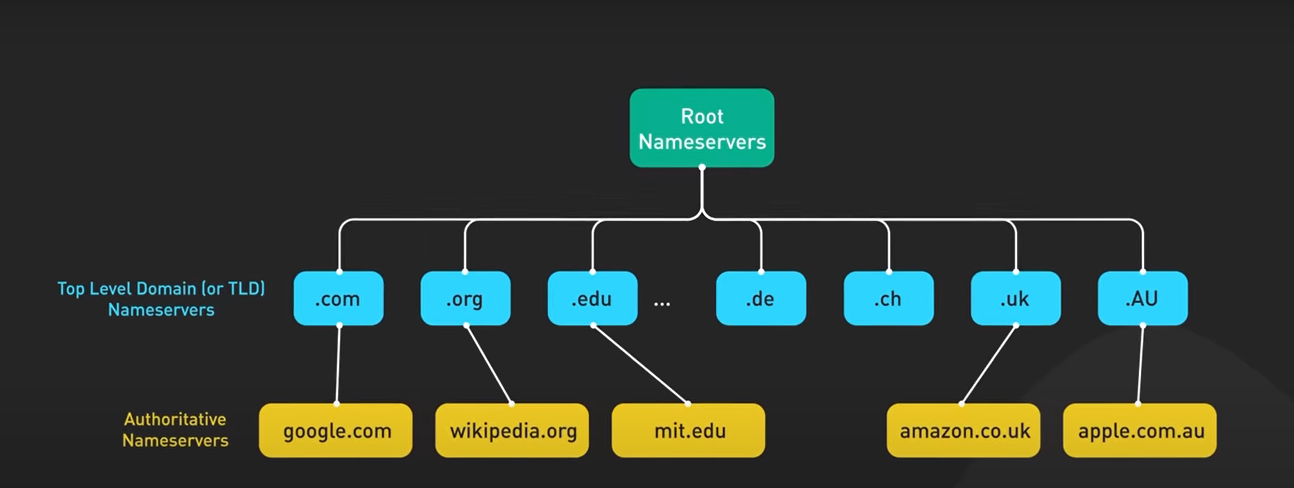 Root
Nameservers
Top Level Domain (or TLD)
Nameservers
.com
.org
.edu
...
.de
.ch
.uk
.AU
Authoritative
Nameservers
google.com
wikipedia.org
mit.edu
amazon.co.uk
apple.com.au